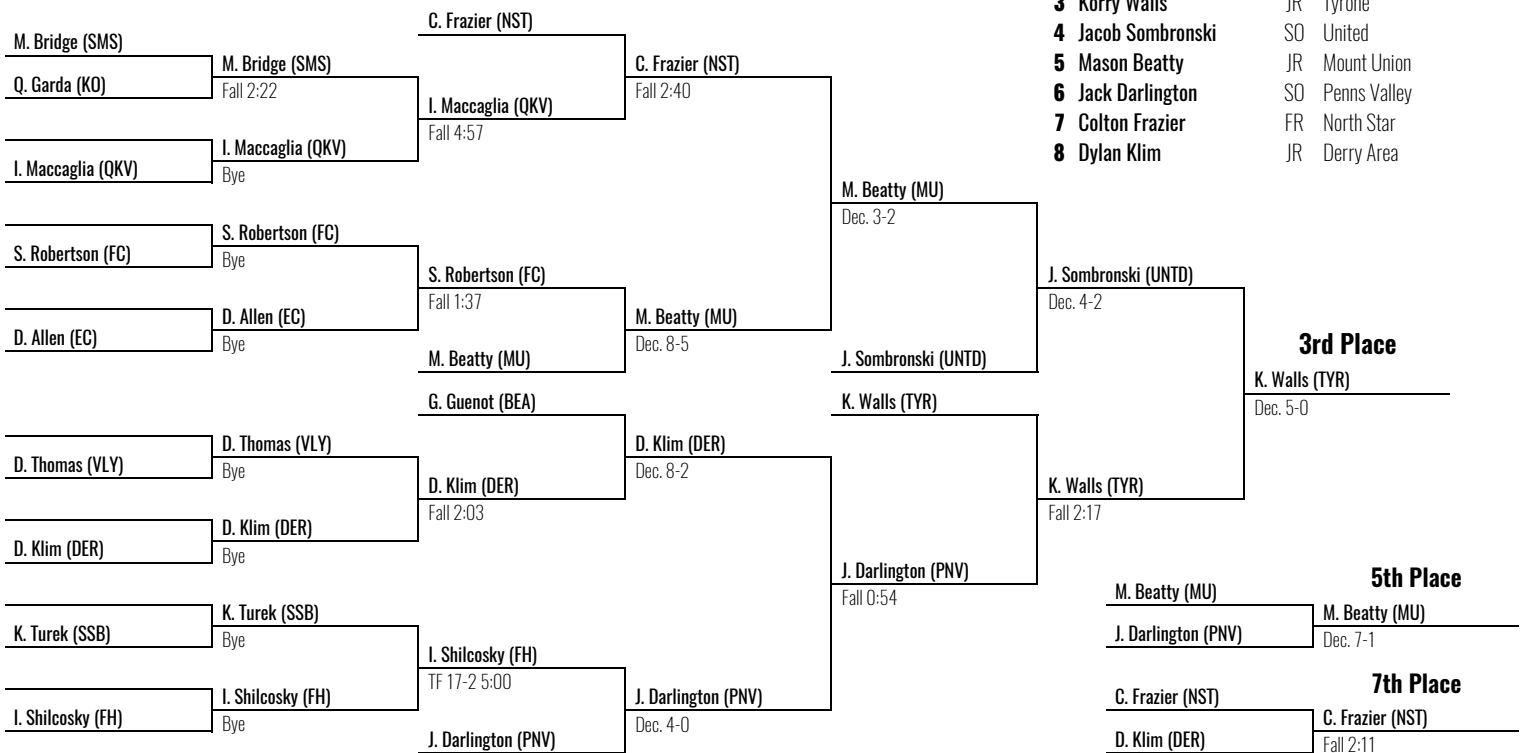 3 Korry Walls JR Tyrone
4 Jacob Sombronski SO United
5 Mason Beatty JR Mount Union
6 Jack Darlington SO Penns Valley
7 Colton Frazier FR North Star
8 Dylan Klim JR Derry Area
M. Bridge (SMS)
Q. Garda (KO)
I. Maccaglia (QKV)
S. Robertson (FC)
D. Allen (EC)
D. Thomas (VLY)
D. Klim (DER)
K. Turek (SSB)
I. Shilcosky (FH)
M. Bridge (SMS)
Fall 2:22
I. Maccaglia (QKV)
Bye
S. Robertson (FC)
Bye
D. Allen (EC)
Bye
D. Thomas (VLY)
Bye
D. Klim (DER)
Bye
K. Turek (SSB)
Bye
I. Shilcosky (FH)
Bye
C. Frazier (NST)
I. Maccaglia (QKV)
Fall 4:57
S. Robertson (FC)
Fall 1:37
M. Beatty (MU)
G. Guenot (BEA)
D. Klim (DER)
Fall 2:03
I. Shilcosky (FH)
TF 17-2 5:00
J. Darlington (PNV)
C. Frazier (NST)
Fall 2:40
M. Beatty (MU)
Dec. 8-5
D. Klim (DER)
Dec. 8-2
J. Darlington (PNV)
Dec. 4-0
M. Beatty (MU)
Dec. 3-2
J. Sombronski (UNTD)
K. Walls (TYR)
J. Darlington (PNV)
Fall 0:54
J. Sombronski (UNTD)
Dec. 4-2
K. Walls (TYR)
Fall 2:17
3rd Place
K. Walls (TYR)
Dec. 5-0
5th Place
M. Beatty (MU)
J. Darlington (PNV)
M. Beatty (MU)
Dec. 7-1
7th Place
C. Frazier (NST)
D. Klim (DER)
C. Frazier (NST)
Fall 2:11